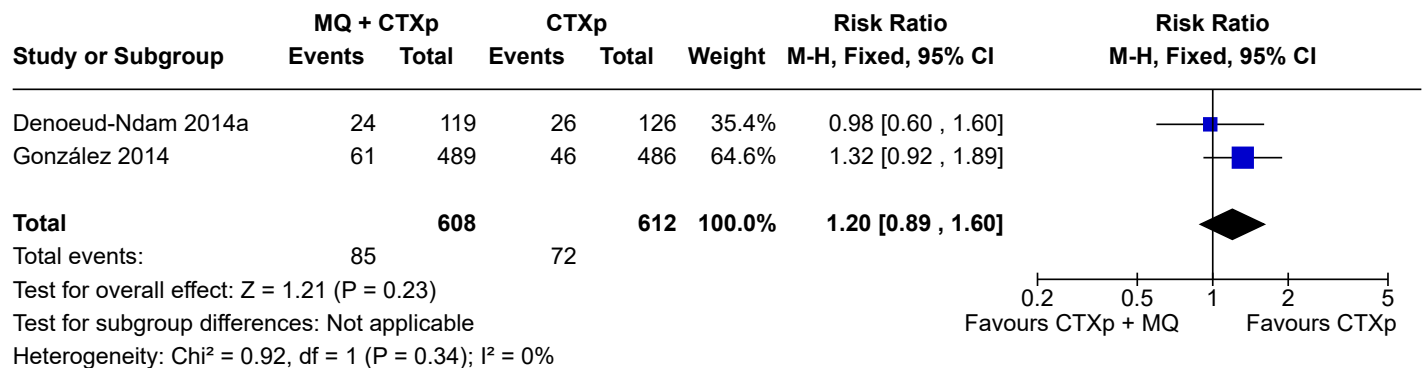 MQ + CTXp CTXp Risk Ratio Risk Ratio
Study or Subgroup Events Total Events Total Weight M-H, Fixed, 95% CI M-H, Fixed, 95% CI
Denoeud-Ndam 2014a 24 119 26 126 35.4% 0.98 [0.60 , 1.60]
González 2014 61 489 46 486 64.6% 1.32 [0.92 , 1.89]
Total 608 612 100.0% 1.20 [0.89 , 1.60]
Total events: 85 72
Test for overall effect: Z = 1.21 (P = 0.23)
0.2 0.5 1 2 5
Test for subgroup differences: Not applicable
Favours CTXp + MQ Favours CTXp
Heterogeneity: Chi² = 0.92, df = 1 (P = 0.34); I² = 0%